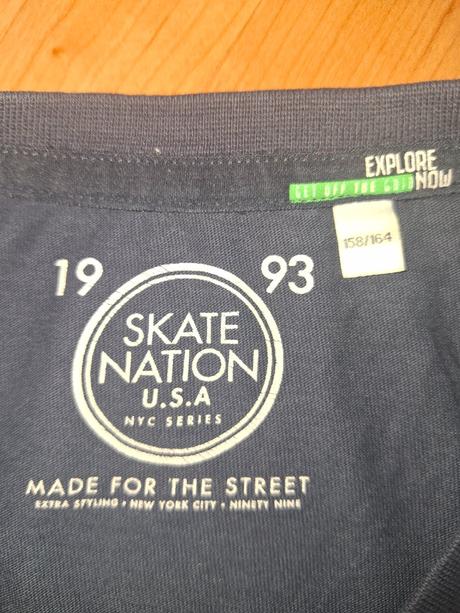 EXPLORE
GET OFF THE GRID NOW
158/164
19 93
SKATE
NATION
U.S.A
NYC SERIES
MADE FOR THE STREET
EXTRA STYLING • NEW YORK CITY • NINETY NINE